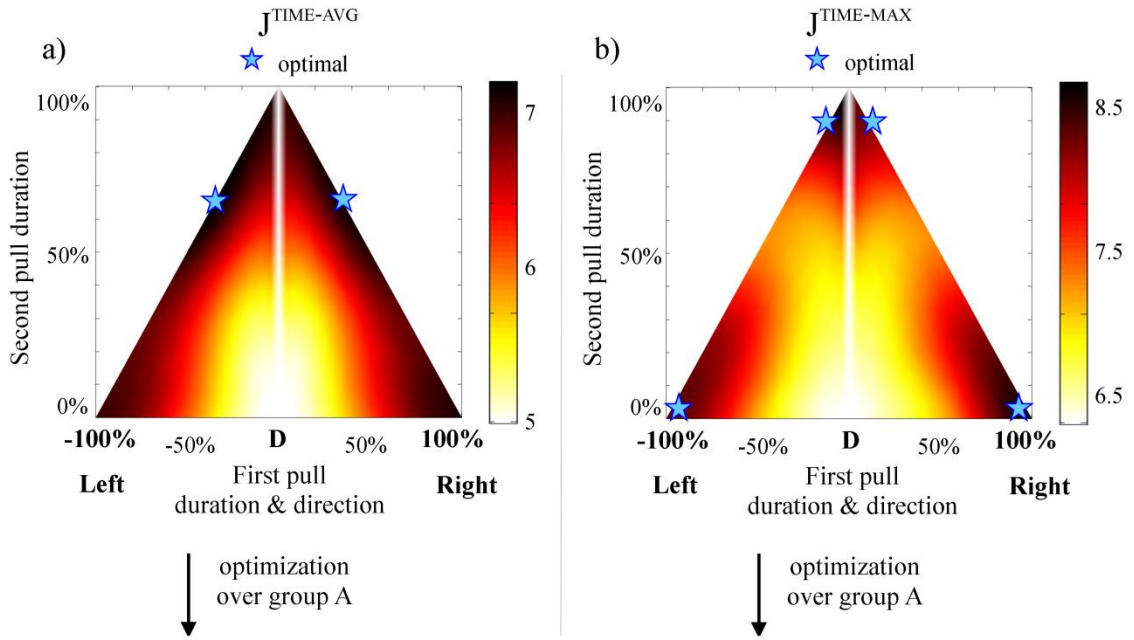 J^TIME-AVG
a)
optimal
100%
50%
0%
Second pull duration
-100%
-50%
D
50%
100%
Left
First pull
duration & direction
Right
7
6
5
optimization
over group A
J^TIME-MAX
b)
optimal
100%
50%
0%
Second pull duration
-100%
-50%
D
50%
100%
Left
First pull
duration & direction
Right
8.5
7.5
6.5
optimization
over group A